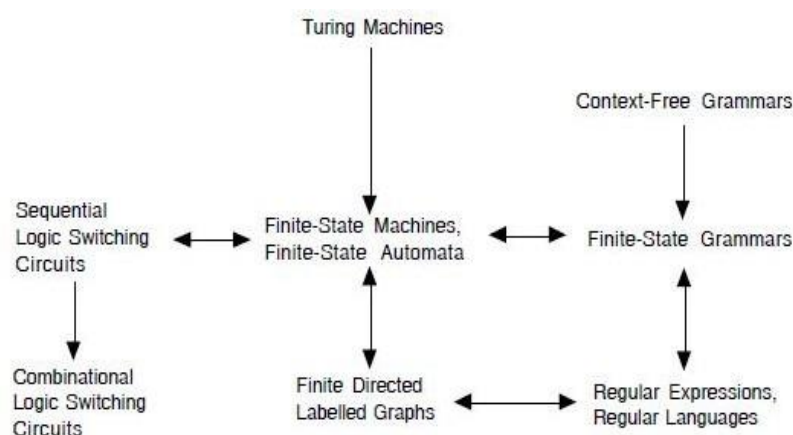 Turing Machines
Context-Free Grammars
Sequential
Logic Switching
Circuits
Finite-State Machines,
Finite-State Automata
Finite-State Grammars
Combinational
Logic Switching
Circuits
Finite Directed
Labelled Graphs
Regular Expressions,
Regular Languages